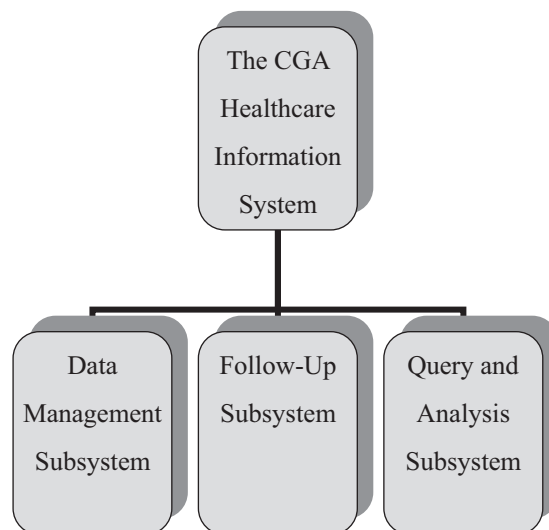 The CGA
Healthcare
Information
System
Data
Management
Subsystem
Follow-Up
Subsystem
Query and
Analysis
Subsystem